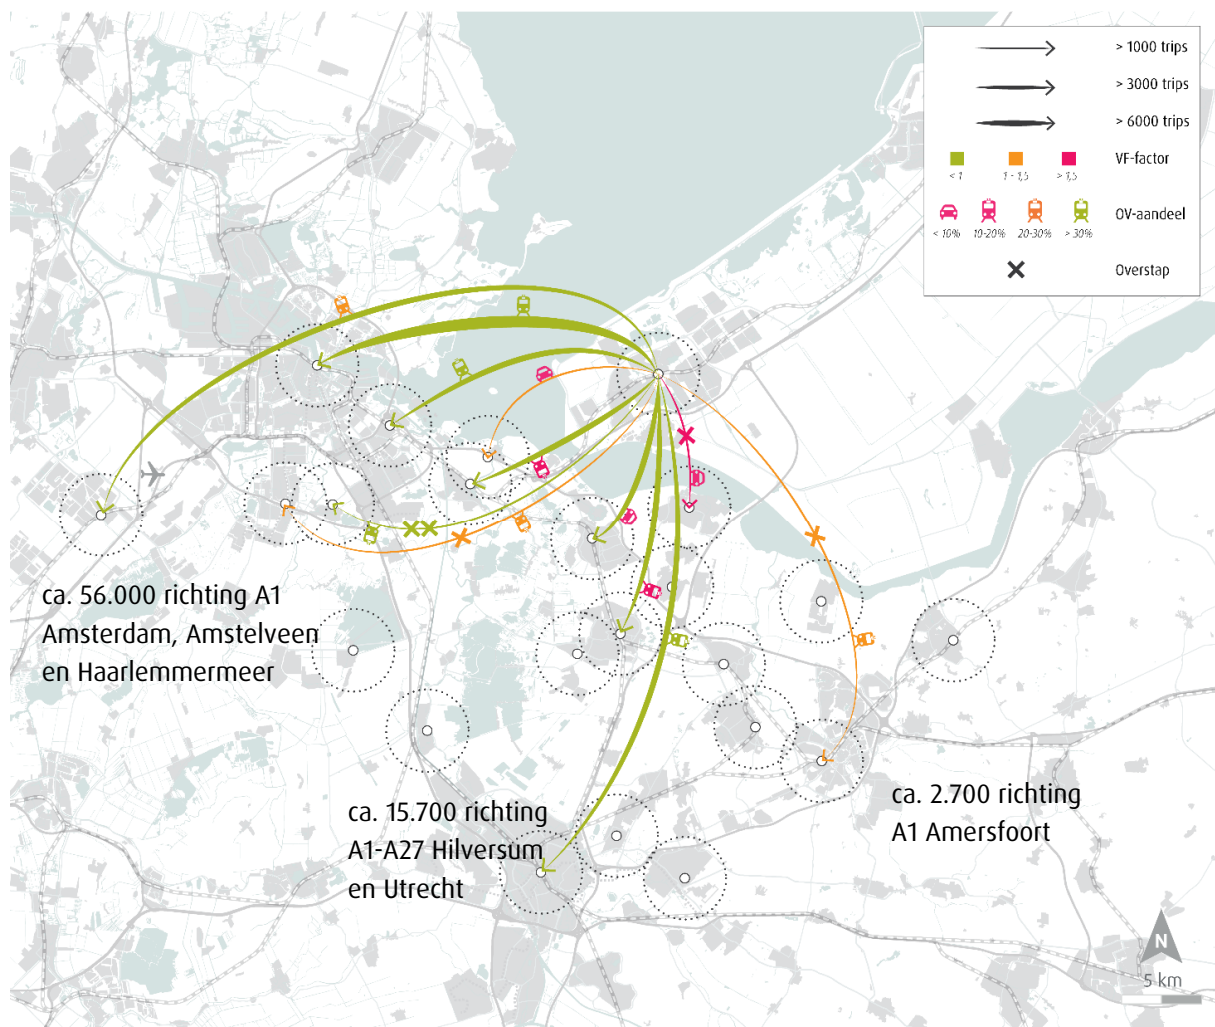 > 1000 trips
> 3000 trips
> 6000 trips
VF-factor
< 1
1 - 1,5
> 1,5
OV-aandeel
< 10%
10-20%
20-30%
> 30%
Overstap
ca. 56.000 richting A1
Amsterdam, Amstelveen
en Haarlemmermeer
ca. 15.700 richting
A1-A27 Hilversum
en Utrecht
ca. 2.700 richting
A1 Amersfoort
N
5 km